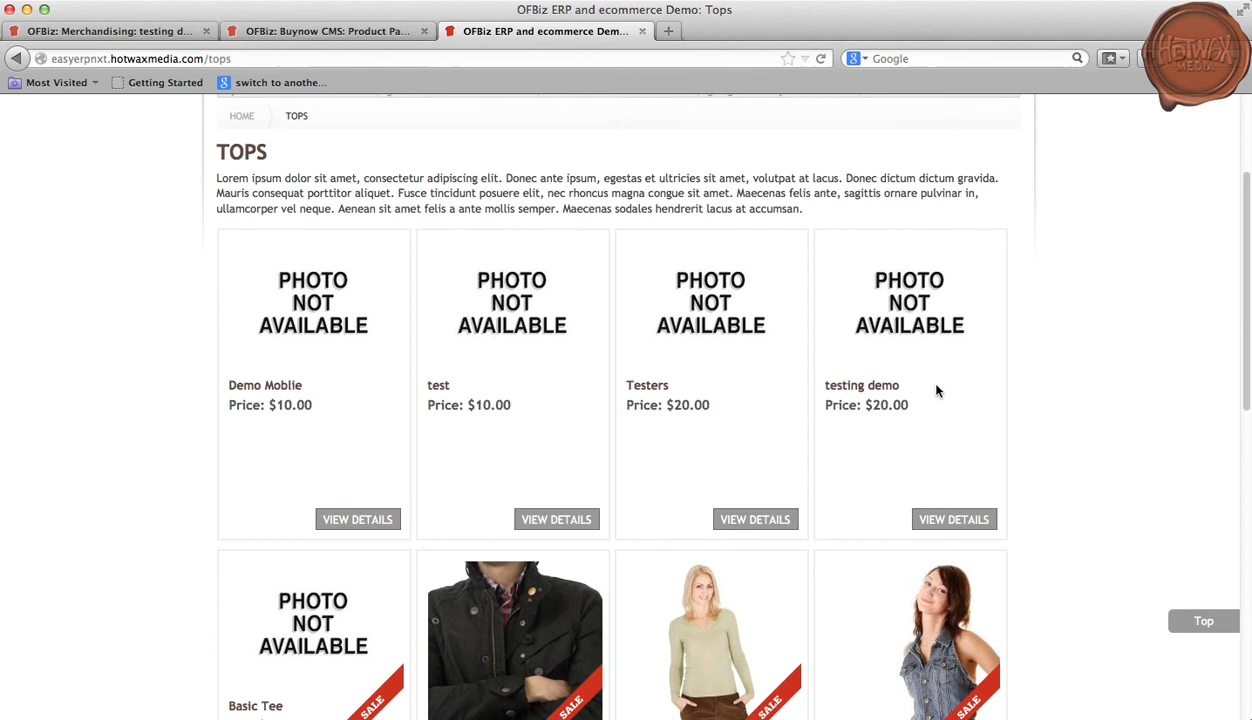 OFBiz ERP and ecommerce Demo: Tops
OFBiz: Merchandising: testing d...
OFBiz: Buynow CMS: Product Pa...
OFBiz ERP and ecommerce Dem...
easyerpnxt.hotwaxmedia.com/tops
Google
Most Visited
Getting Started
switch to anothe...
HOTWAX
MEDIA
HOME
TOPS
TOPS
Lorem ipsum dolor sit amet, consectetur adipiscing elit. Donec ante ipsum, egestas et ultricies sit amet, volutpat at lacus. Donec dictum dictum gravida.
Mauris consequat porttitor aliquet. Fusce tincidunt posuere elit, nec rhoncus magna congue sit amet. Maecenas felis ante, sagittis ornare pulvinar in,
ullamcorper vel neque. Aenean sit amet felis a ante mollis semper. Maecenas sodales hendrerit lacus at accumsan.
PHOTO
NOT
AVAILABLE
Demo Moblie
Price: $10.00
VIEW DETAILS
PHOTO
NOT
AVAILABLE
test
Price: $10.00
VIEW DETAILS
PHOTO
NOT
AVAILABLE
Testers
Price: $20.00
VIEW DETAILS
PHOTO
NOT
AVAILABLE
testing demo
Price: $20.00
VIEW DETAILS
PHOTO
NOT
AVAILABLE
Basic Tee
SALE
SALE
SALE
SALE
Top